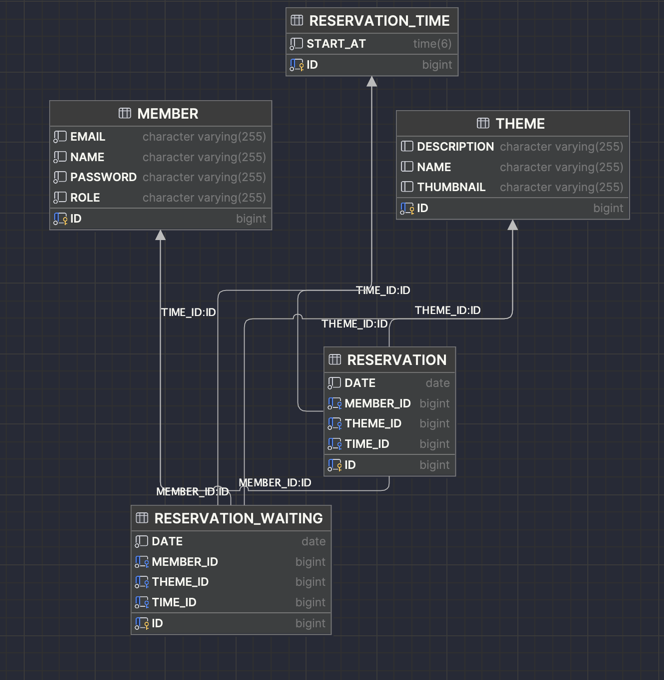 RESERVATION_TIME
START_AT time(6)
ID bigint
MEMBER
EMAIL character varying(255)
NAME character varying(255)
PASSWORD character varying(255)
ROLE character varying(255)
ID bigint
THEME
DESCRIPTION character varying(255)
NAME character varying(255)
THUMBNAIL character varying(255)
ID bigint
TIME_ID:ID
TIME_ID:ID
THEME_ID:ID
THEME_ID:ID
RESERVATION
DATE date
MEMBER_ID bigint
THEME_ID bigint
TIME_ID bigint
ID bigint
MEMBER_ID:ID
MEMBER_ID:ID
RESERVATION_WAITING
DATE date
MEMBER_ID bigint
THEME_ID bigint
TIME_ID bigint
ID bigint